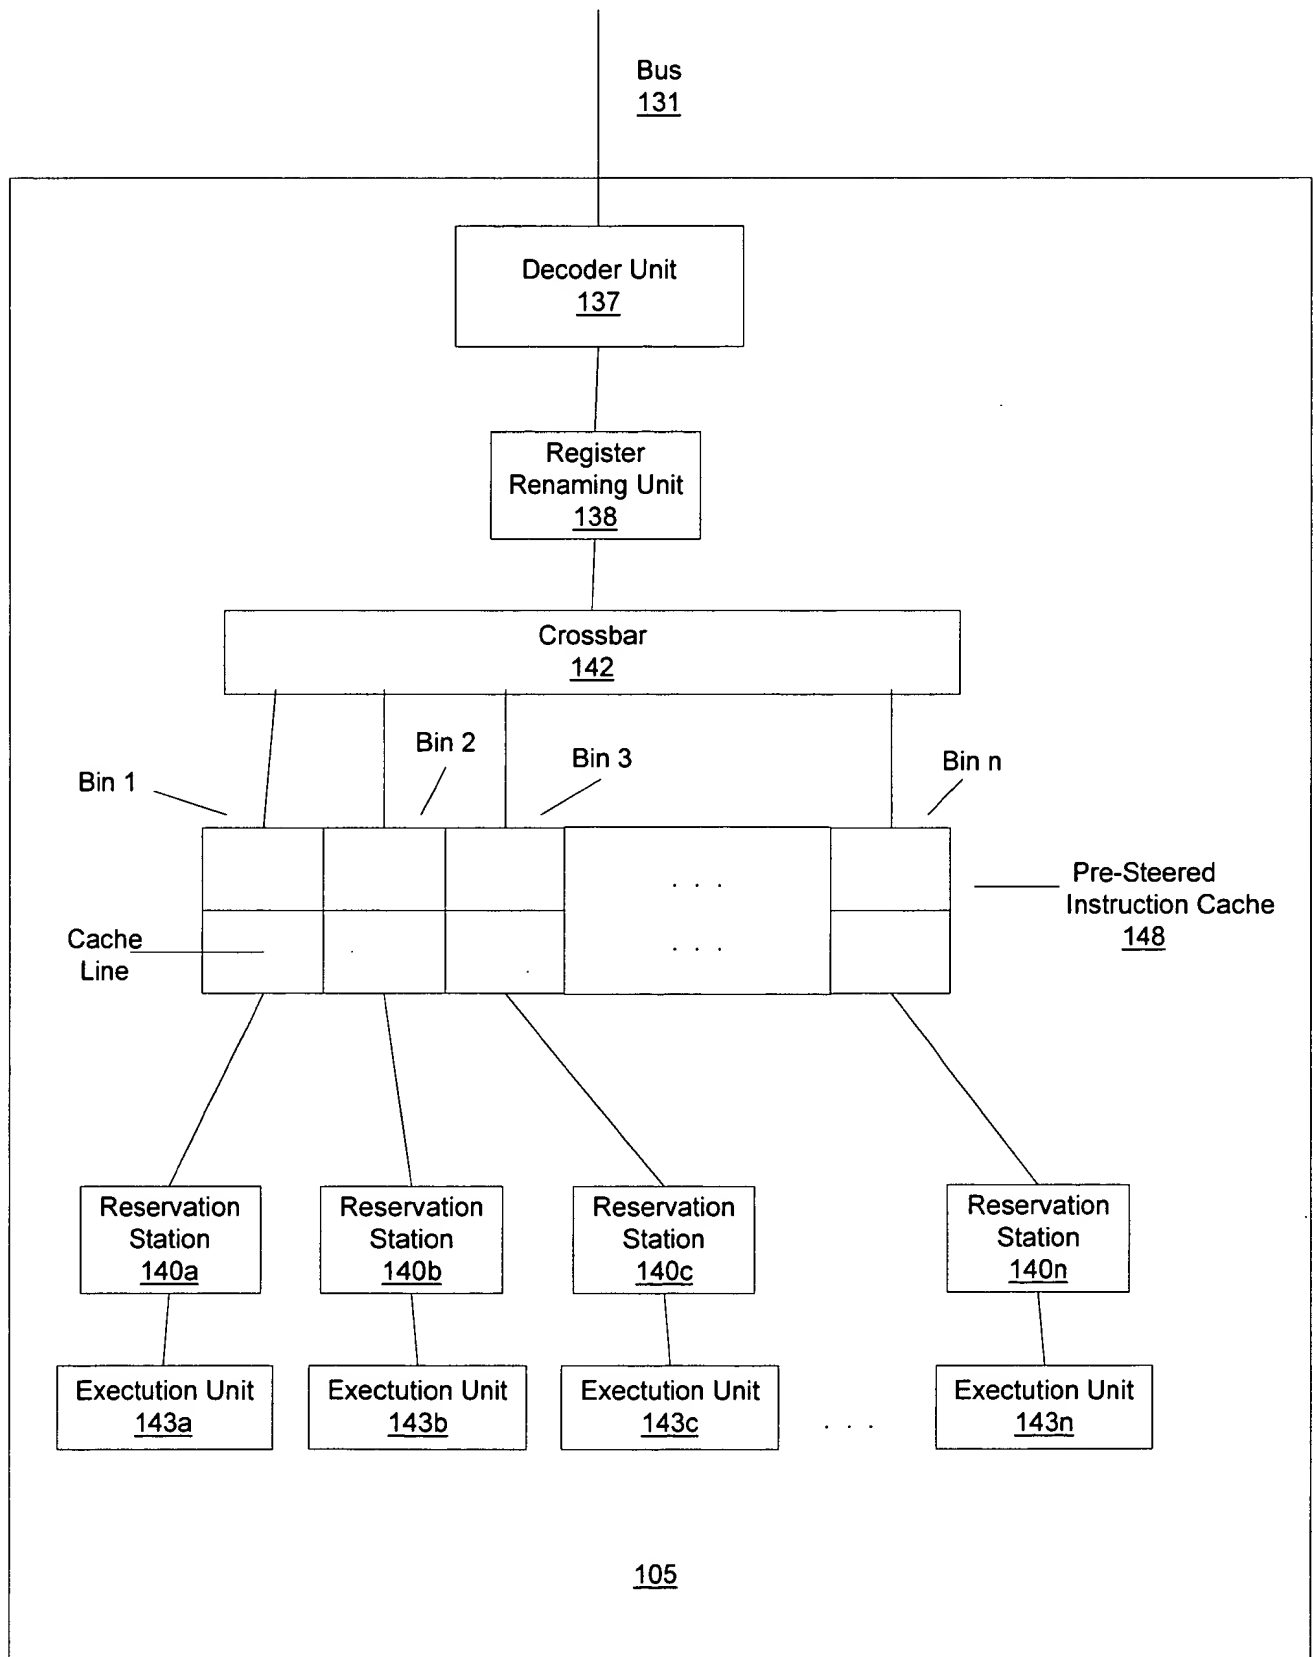 Bus
131
Decoder Unit
137
Register
Renaming Unit
138
Crossbar
142
Bin 1
Bin 2
Bin 3
Bin n
. . .
Pre-Steered
Instruction Cache
148
Cache
Line
. . .
Reservation
Station
140a
Reservation
Station
140b
Reservation
Station
140c
Reservation
Station
140n
Exectution Unit
143a
Exectution Unit
143b
Exectution Unit
143c
. . .
Exectution Unit
143n
105